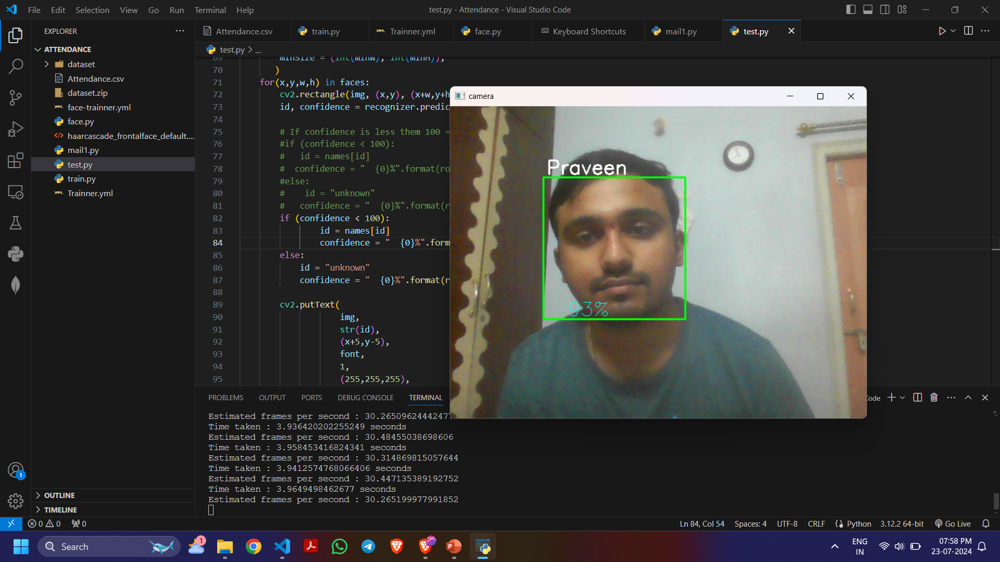 File Edit Selection View Go Run Terminal Help
test.py - Attendance - Visual Studio Code
EXPLORER
ATTENDANCE
dataset
Attendance.csv
dataset.zip
face-trainner.yml
face.py
haarcascade_frontalface_default....
mail1.py
test.py
train.py
Trainner.yml
OUTLINE
TIMELINE
Attendance.csv train.py Trainner.yml face.py Keyboard Shortcuts mail1.py test.py
test.py > ...
69 minSize = (int(minW), int(minH)),
70 )
71 for(x,y,w,h) in faces:
72 cv2.rectangle(img, (x,y), (x+w,y+h
73 id, confidence = recognizer.predic
74
75 # If confidence is less them 100 =
76 #if (confidence < 100):
77 # id = names[id]
78 # confidence = " {0}%".format(ro
79 #else:
80 # id = "unknown"
81 # confidence = " {0}%".format(r
82 if (confidence < 100):
83 id = names[id]
84 confidence = " {0}%".form
85 else:
86 id = "unknown"
87 confidence = " {0}%".format(r
88
89 cv2.putText(
90 img,
91 str(id),
92 (x+5,y-5),
93 font,
94 1,
95 (255,255,255),
camera
Praveen
93%
PROBLEMS OUTPUT PORTS DEBUG CONSOLE TERMINAL
Code
Estimated frames per second : 30.26509624442477
Time taken : 3.936420202255249 seconds
Estimated frames per second : 30.48455038698606
Time taken : 3.958453416824341 seconds
Estimated frames per second : 30.314869815057644
Time taken : 3.9412574768066406 seconds
Estimated frames per second : 30.447135389192752
Time taken : 3.9649498462677 seconds
Estimated frames per second : 30.265199977991852
1
0 0 0
Ln 84, Col 54 Spaces: 4 UTF-8 CRLF Python 3.12.2 64-bit Go Live
Search
1
ENG
IN
07:58 PM
23-07-2024